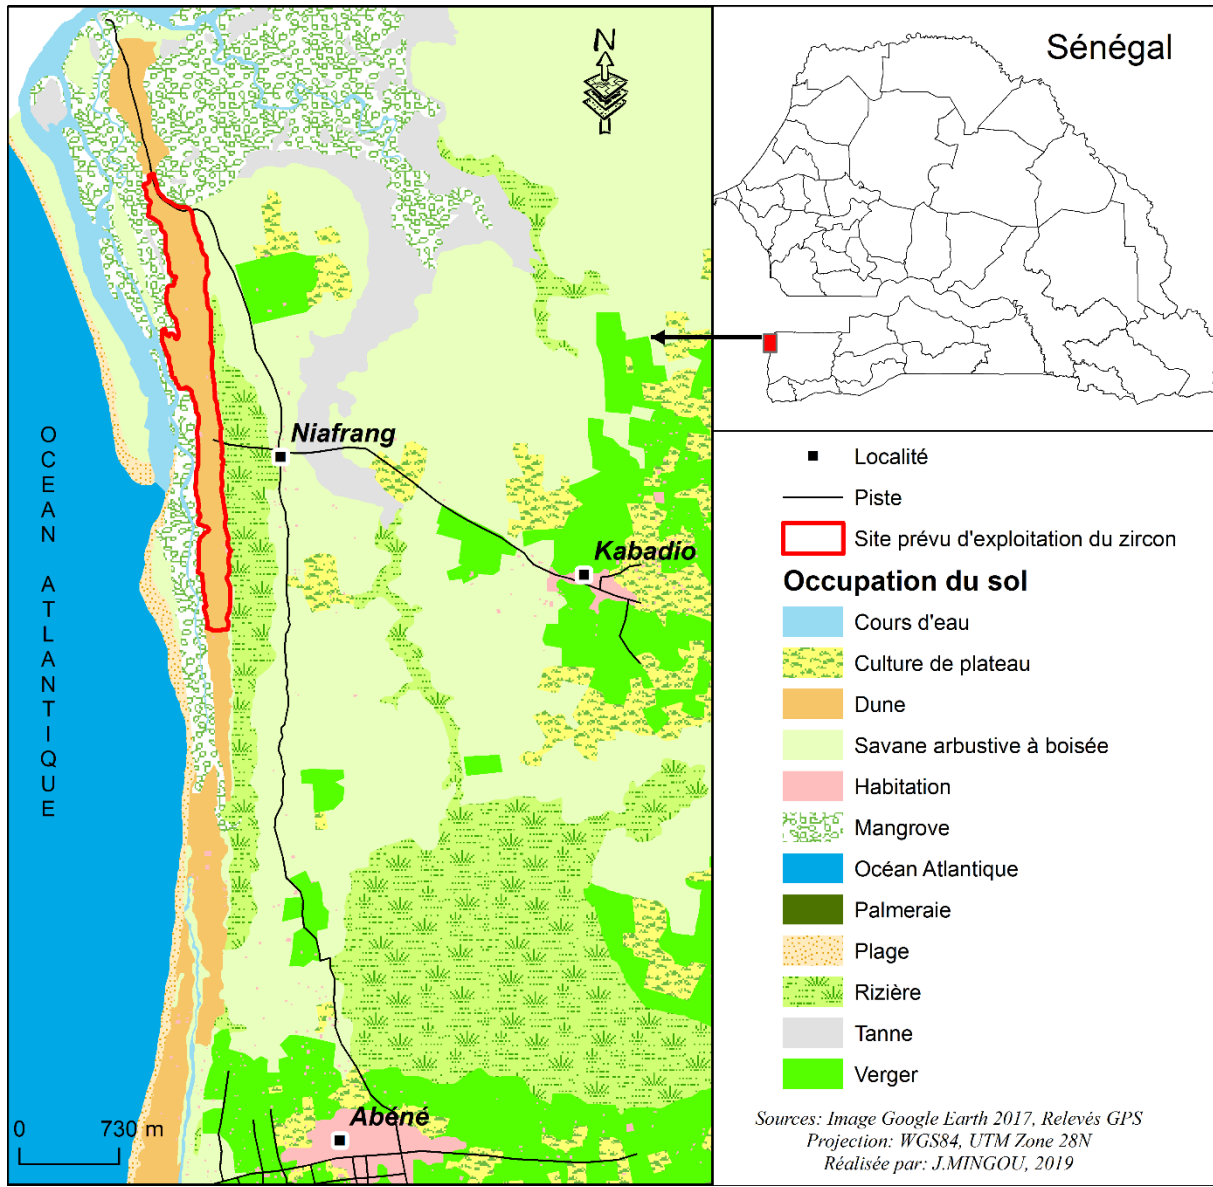 N
Sénégal
OCEAN ATLANTIQUE
Niafrang
Kabadio
Abéné
0 730 m
Localité
Piste
Site prévu d'exploitation du zircon
Occupation du sol
Cours d'eau
Culture de plateau
Dune
Savane arbustive à boisée
Habitation
Mangrove
Océan Atlantique
Palmeraie
Plage
Rizière
Tanne
Verger
Sources: Image Google Earth 2017, Relevés GPS
Projection: WGS84, UTM Zone 28N
Réalisée par: J.MINGOU, 2019